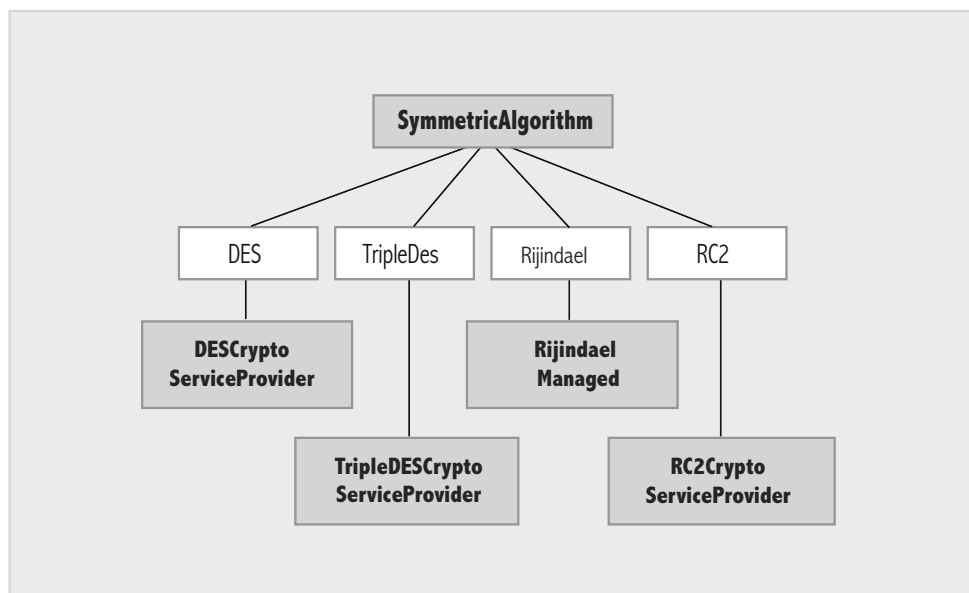 SymmetricAlgorithm
DES
TripleDes
Rijindael
RC2
DESCrypto
ServiceProvider
Rijindael
Managed
TripleDESCrypto
ServiceProvider
RC2Crypto
ServiceProvider